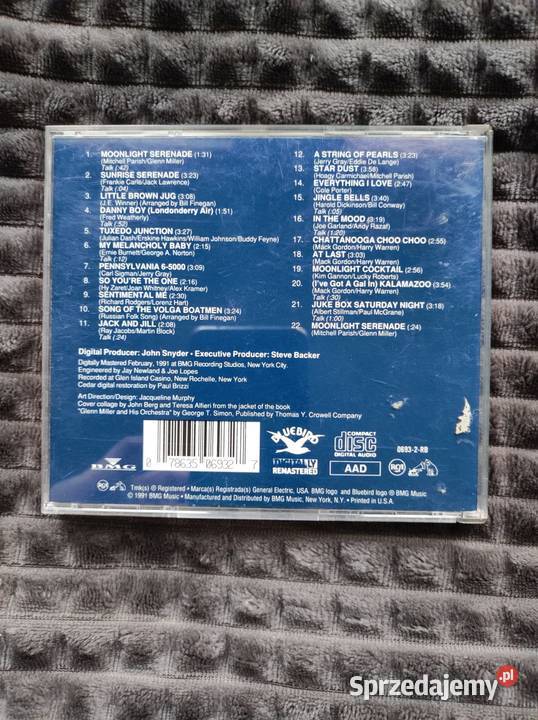 1. MOONLIGHT SERENADE (1:31)
(Mitchell Parish/Glenn Miller)
Talk (:42)
2. SUNRISE SERENADE (3:23)
(Frankie Carle/Jack Lawrence)
Talk (:04)
3. LITTLE BROWN JUG (3:08)
(J.E. Winner) (Arranged by Bill Finegan)
4. DANNY BOY (Londonderry Air) (1:51)
(Fred Weatherly)
Talk (:52)
5. TUXEDO JUNCTION (3:27)
(Julian Dash/Erskine Hawkins/William Johnson/Buddy Feyne)
6. MY MELANCHOLY BABY (2:15)
(Ernie Burnett/George A. Norton)
Talk (:12)
7. PENNSYLVANIA 6-5000 (3:09)
(Carl Sigman/Jerry Gray)
8. SO YOU'RE THE ONE (2:16)
(Hy Zaret/Joan Whitney/Alex Kramer)
9. SENTIMENTAL ME (2:30)
(Richard Rodgers/Lorenz Hart)
10. SONG OF THE VOLGA BOATMEN (3:21)
(Russian Folk Song) (Arranged by Bill Finegan)
11. JACK AND JILL (2:08)
(Ray Jacobs/Martin Block)
Talk (:24)
12. A STRING OF PEARLS (3:23)
(Jerry Gray/Eddie De Lange)
13. STAR DUST (3:58)
(Hoagy Carmichael/Mitchell Parish)
14. EVERYTHING I LOVE (2:47)
(Cole Porter)
15. JINGLE BELLS (3:19)
(Harold Dickinson/Bill Conway)
Talk (:05)
16. IN THE MOOD (3:19)
(Joe Garland/Andy Razaf)
Talk (1:20)
17. CHATTANOOGA CHOO CHOO (2:55)
(Mack Gordon/Harry Warren)
18. AT LAST (3:03)
(Mack Gordon/Harry Warren)
19. MOONLIGHT COCKTAIL (2:56)
(Kim Gannon/Lucky Roberts)
20. (I've Got A Gal In) KALAMAZOO (3:54)
(Mack Gordon/Harry Warren)
Talk (:30)
21. JUKE BOX SATURDAY NIGHT (3:18)
(Albert Stillman/Paul McGrane)
Talk (1:00)
22. MOONLIGHT SERENADE (:24)
(Mitchell Parish/Glenn Miller)
Digital Producer: John Snyder • Executive Producer: Steve Backer
Digitally Mastered February, 1991 at BMG Recording Studios, New York City.
Engineered by Jay Newland & Joe Lopes
Recorded at Glen Island Casino, New Rochelle, New York
Cedar digital restoration by Paul Brizzi
Art Direction/Design: Jacqueline Murphy
Cover collage by John Berg and Teresa Alfieri from the jacket of the book
"Glenn Miller and His Orchestra" by George T. Simon, Published by Thomas Y. Crowell Company
BMG
0 78635 06932 7
BLUEBIRD
DIGITALLY
REMASTERED
COMPACT
disc
DIGITAL AUDIO
AAD
0693-2-RB
RCA
Tmk(s) ® Registered • Marca(s) Registrada(s) General Electric, USA. BMG logo and Bluebird logo ® BMG Music
© 1991 BMG Music • Manufactured and Distributed by BMG Music, New York, N.Y. • Printed in U.S.A.
Sprzedajemy.pl